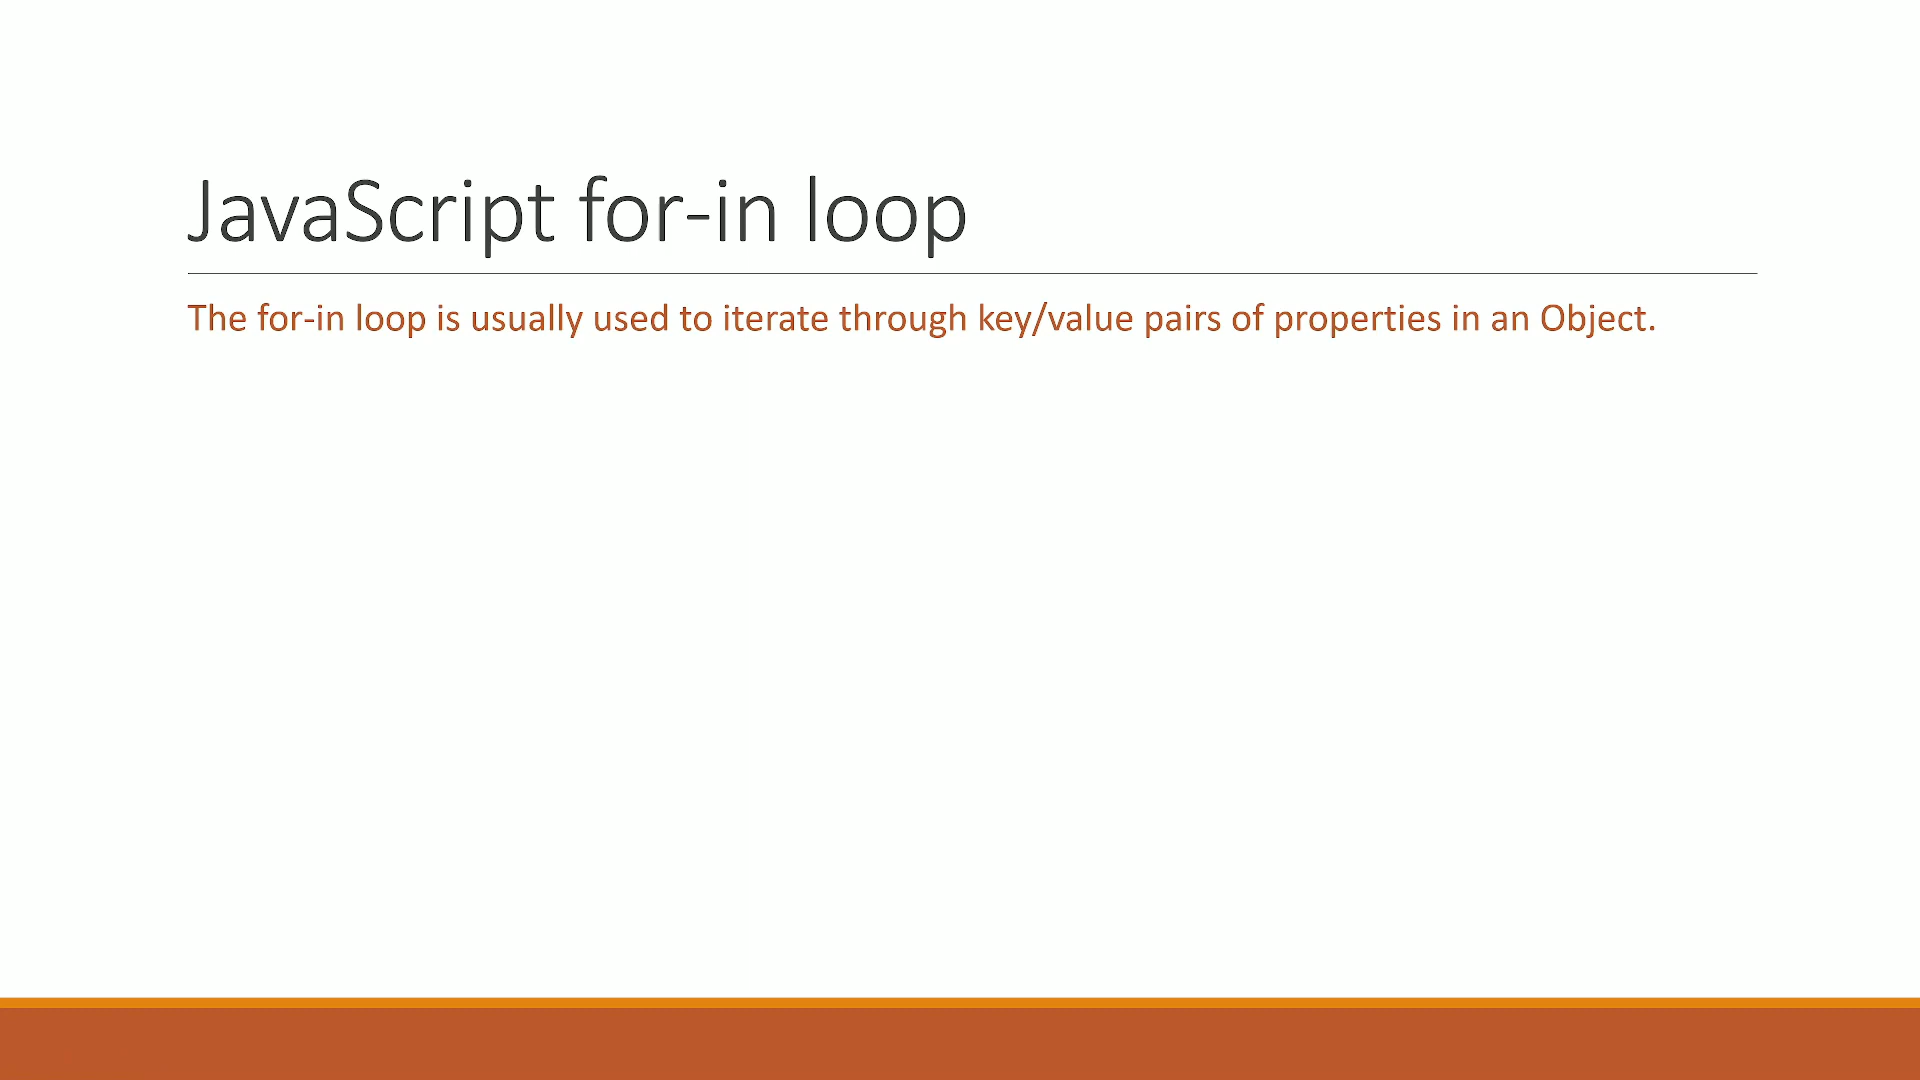 JavaScript for-in loop
The for-in loop is usually used to iterate through key/value pairs of properties in an Object.